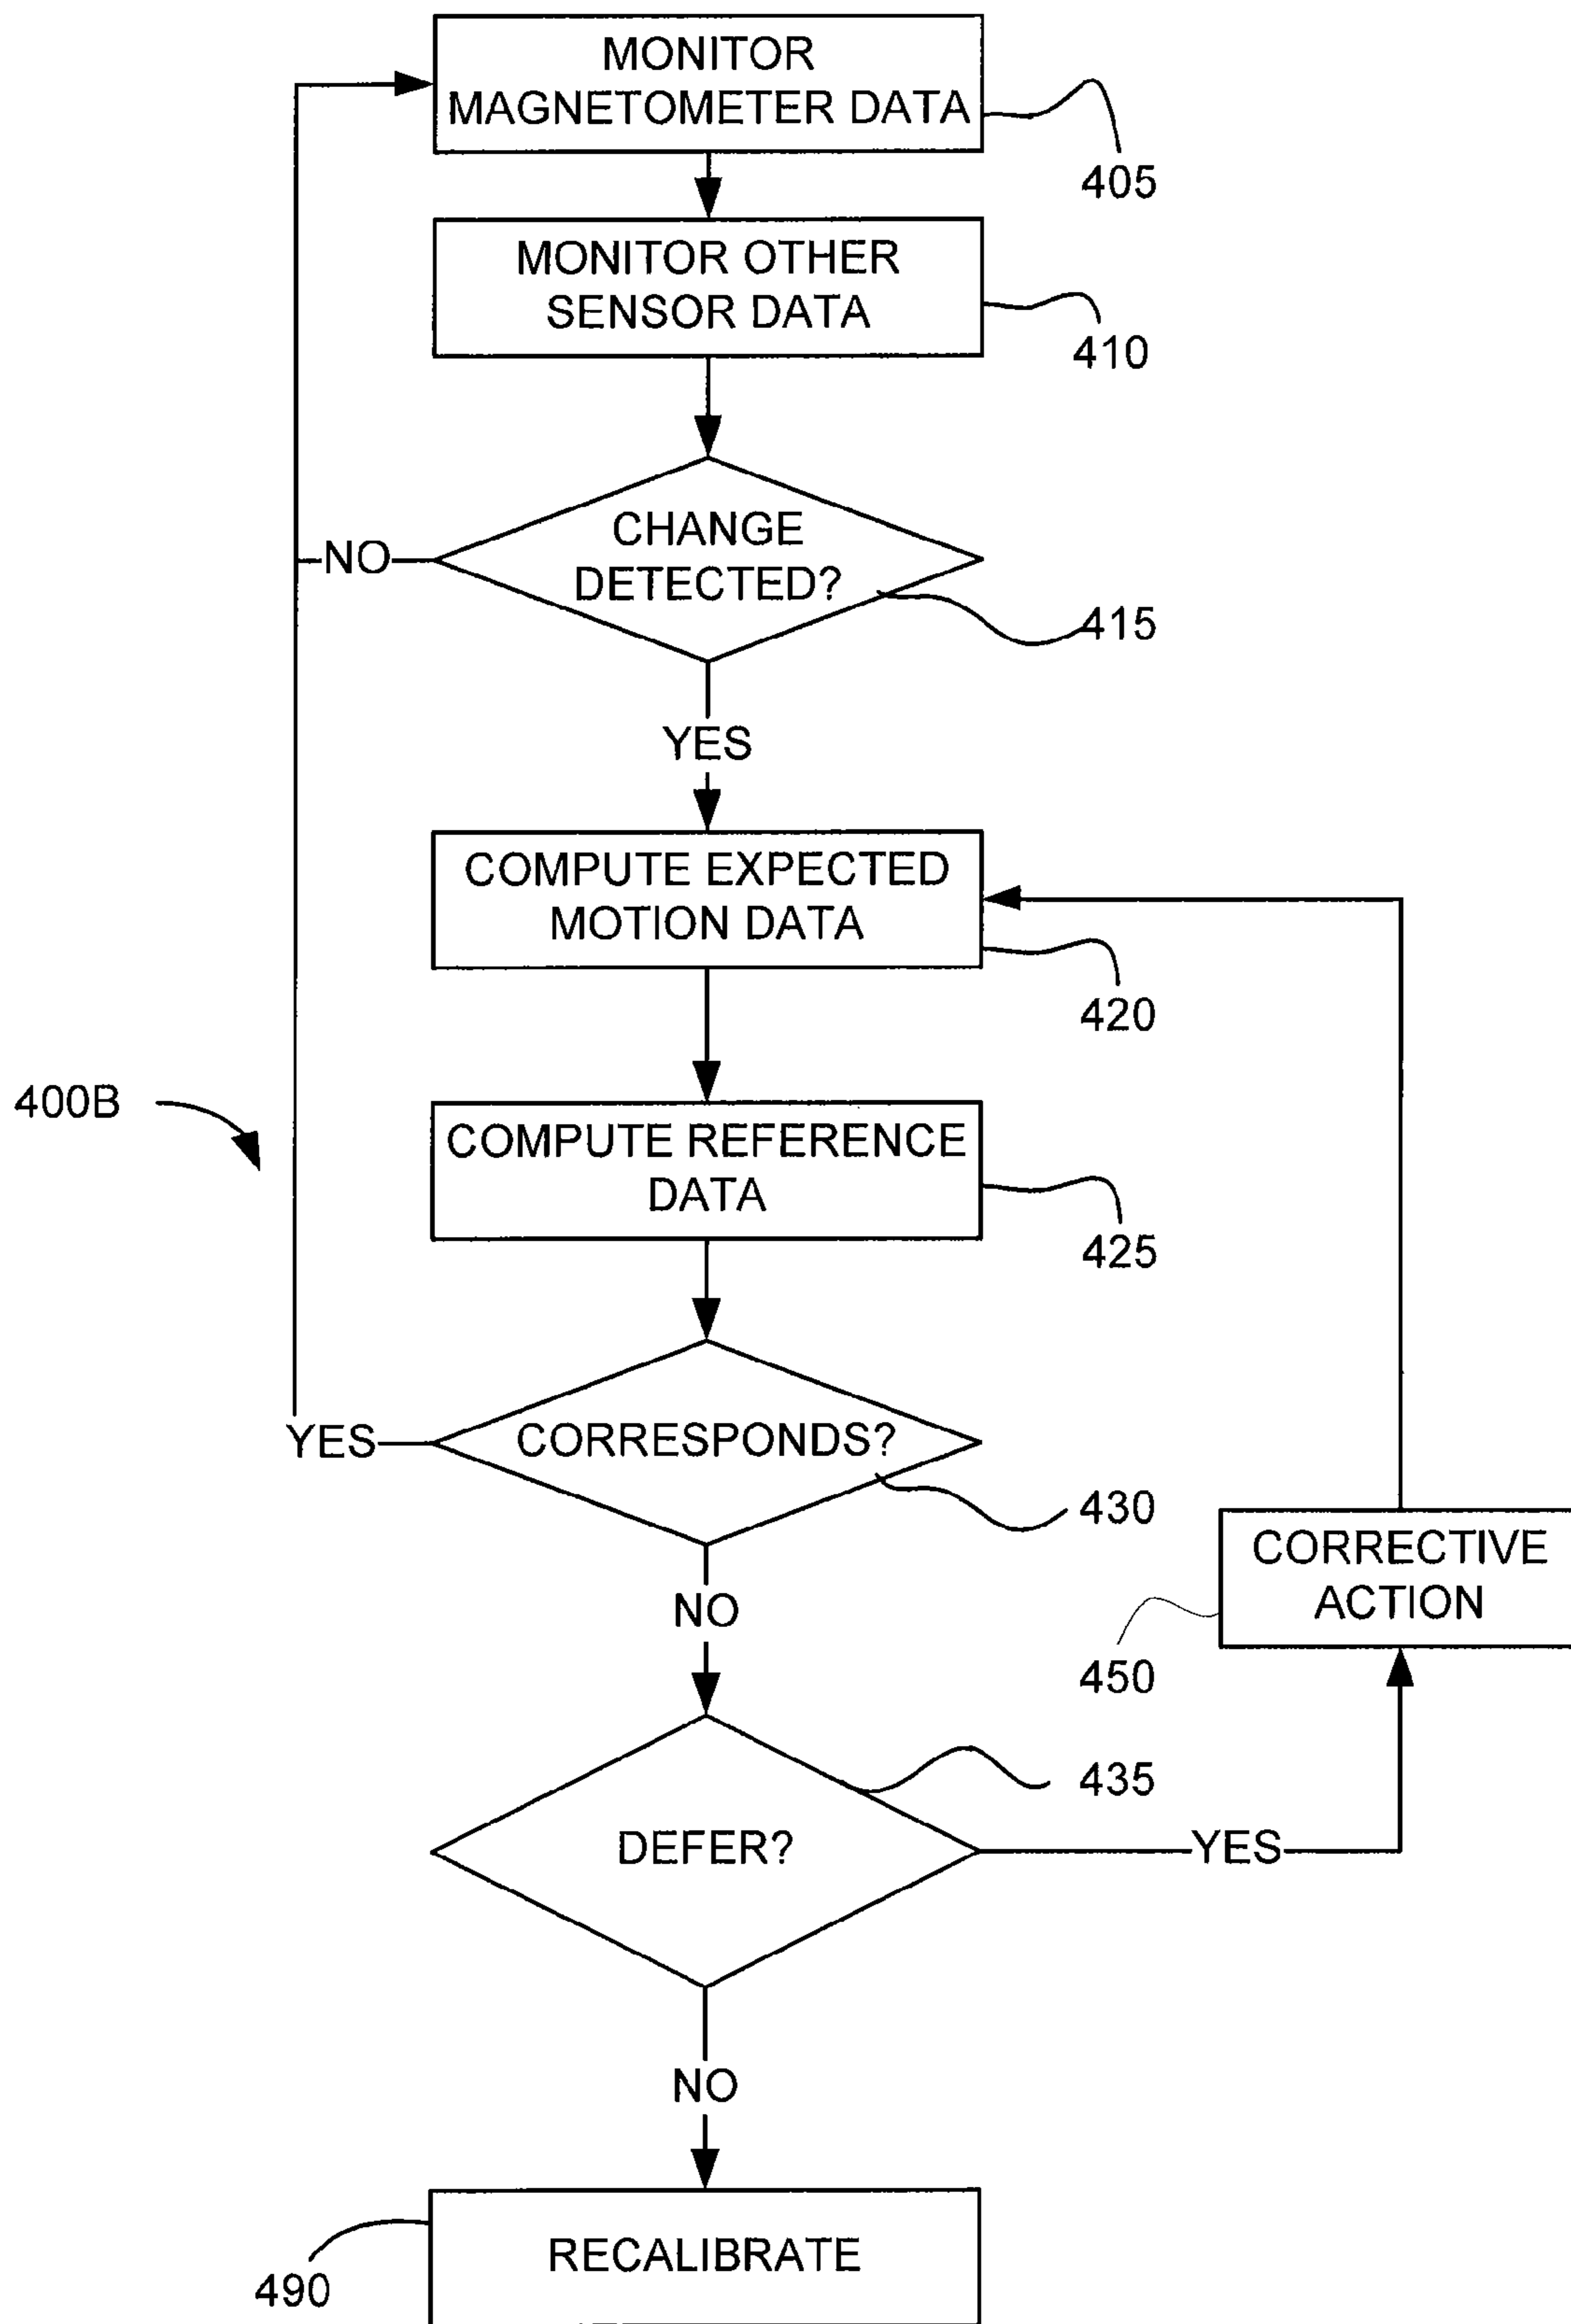 MONITOR
MAGNETOMETER DATA
405
MONITOR OTHER
SENSOR DATA
410
CHANGE
DETECTED?
NO
415
YES
COMPUTE EXPECTED
MOTION DATA
420
400B
COMPUTE REFERENCE
DATA
425
CORRESPONDS?
YES
430
NO
CORRECTIVE
ACTION
450
435
DEFER?
YES
NO
RECALIBRATE
490